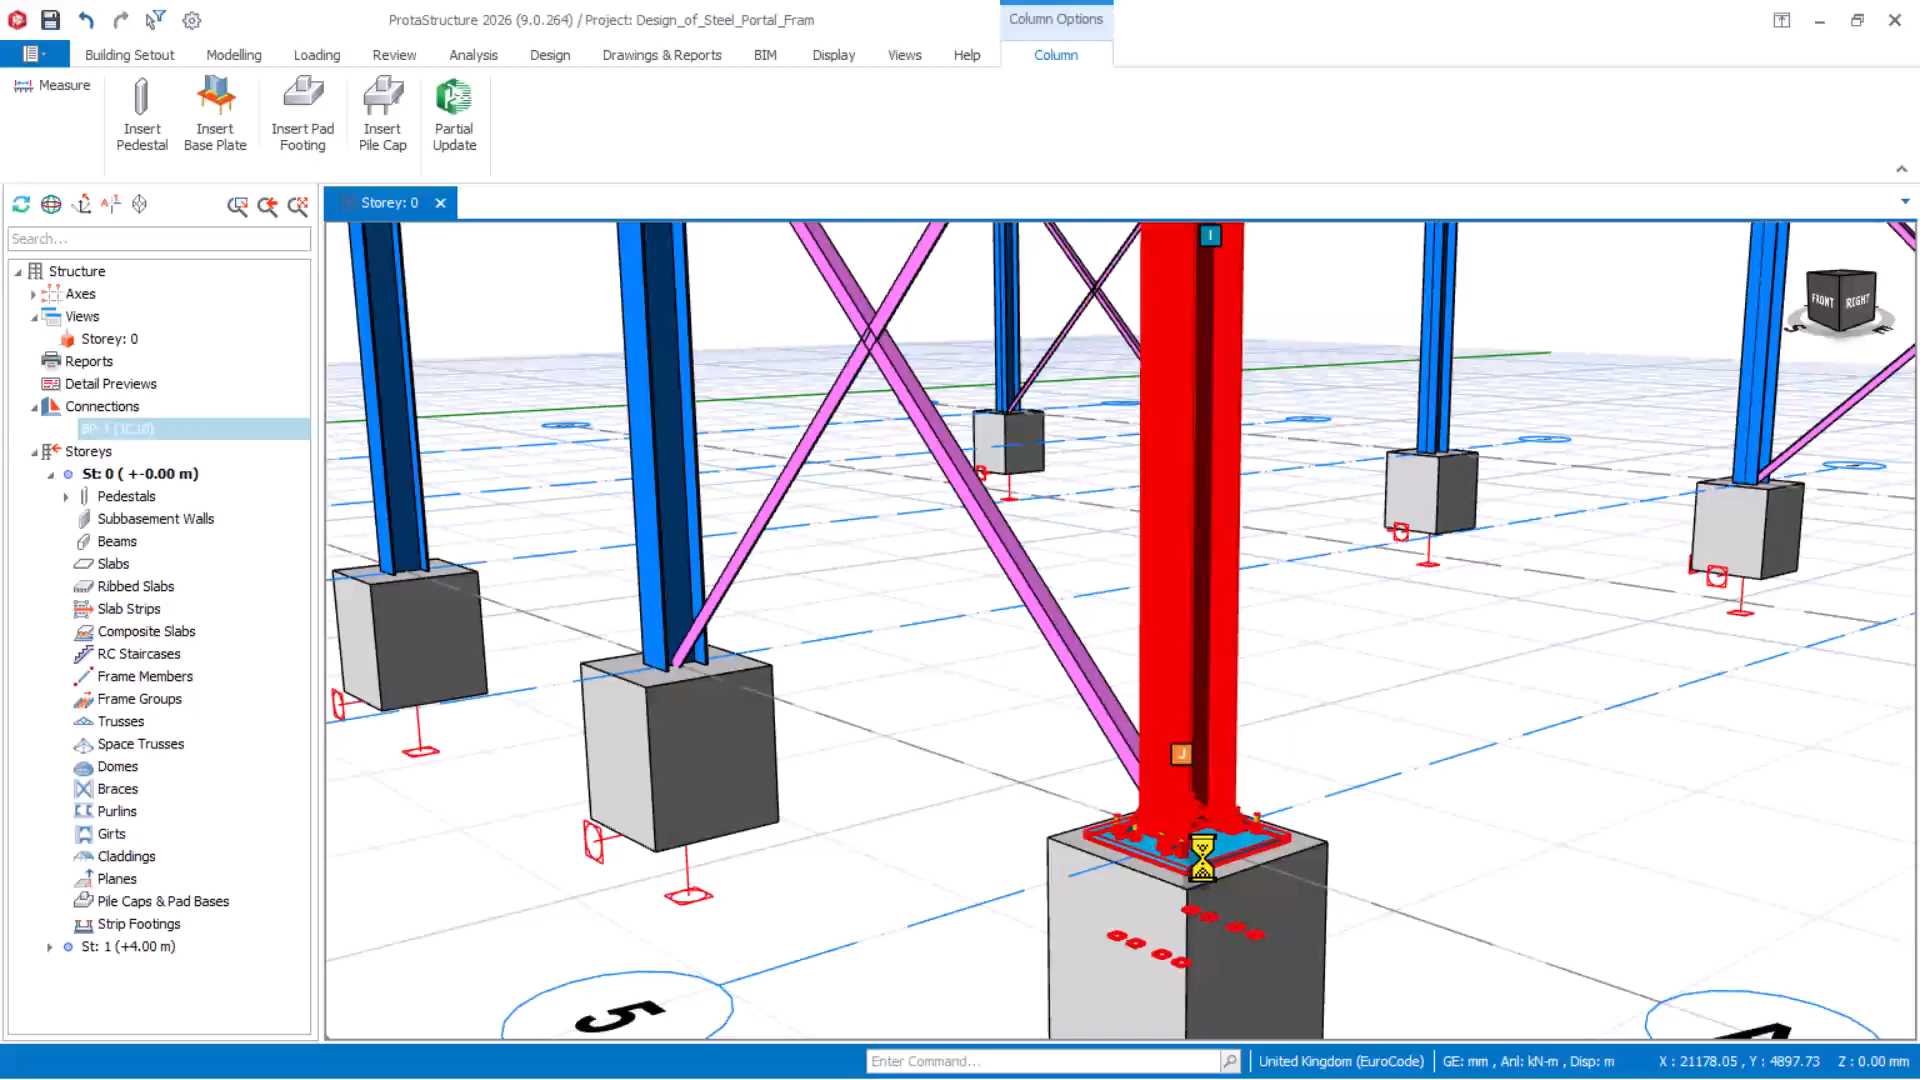 ProtaStructure 2026 (9.0.264) / Project: Design_of_Steel_Portal_Fram
Column Options
Building Setout
Modelling
Loading
Review
Analysis
Design
Drawings & Reports
BIM
Display
Views
Help
Column
Measure
Insert Pedestal
Insert Base Plate
Insert Pad Footing
Insert Pile Cap
Partial Update
Storey: 0
Search...
Structure
Axes
Views
Storey: 0
Reports
Detail Previews
Connections
BP-1 (1C10)
Storeys
St: 0 ( +-0.00 m)
Pedestals
Subbasement Walls
Beams
Slabs
Ribbed Slabs
Slab Strips
Composite Slabs
RC Staircases
Frame Members
Frame Groups
Trusses
Space Trusses
Domes
Braces
Purlins
Girts
Claddings
Planes
Pile Caps & Pad Bases
Strip Footings
St: 1 (+4.00 m)
I
J
FRONT
RIGHT
S
E
5
Enter Command...
United Kingdom (EuroCode)
GE: mm , Anl: kN-m , Disp: m
X : 21178.05 , Y : 4897.73
Z : 0.00 mm